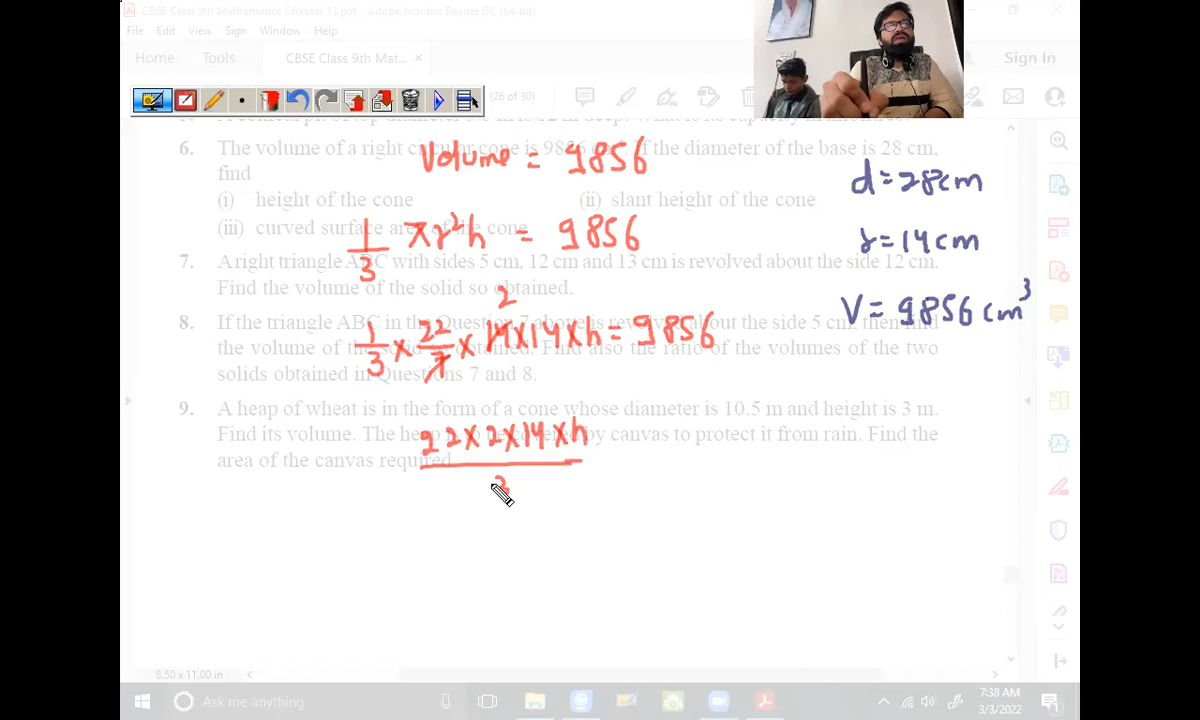 CBSE Class 9th Mathematics Chapter 13.pdf - Adobe Acrobat Reader DC (64-bit)
File Edit View Sign Window Help
Home Tools CBSE Class 9th Mat... × Sign In
(26 of 30)
6. The volume of a right circular cone is 9856 If the diameter of the base is 28 cm,
find
(i) height of the cone (ii) slant height of the cone
(iii) curved surface area of the cone
7. A right triangle ABC with sides 5 cm, 12 cm and 13 cm is revolved about the side 12 cm.
Find the volume of the solid so obtained.
8. If the triangle ABC in the Question 7 above is revolved about the side 5 cm, then find
the volume of the solid so obtained. Find also the ratio of the volumes of the two
solids obtained in Questions 7 and 8.
9. A heap of wheat is in the form of a cone whose diameter is 10.5 m and height is 3 m.
Find its volume. The heap is to be covered by canvas to protect it from rain. Find the
area of the canvas required.
Volume = 9856
1/3 πr²h = 9856
2
1/3 × 22/7 × 14 × 14 × h = 9856
22 × 2 × 14 × h
3
d = 28 cm
r = 14 cm
V = 9856 cm³
8.50 x 11.00 in
Ask me anything
7:38 AM
3/3/2022